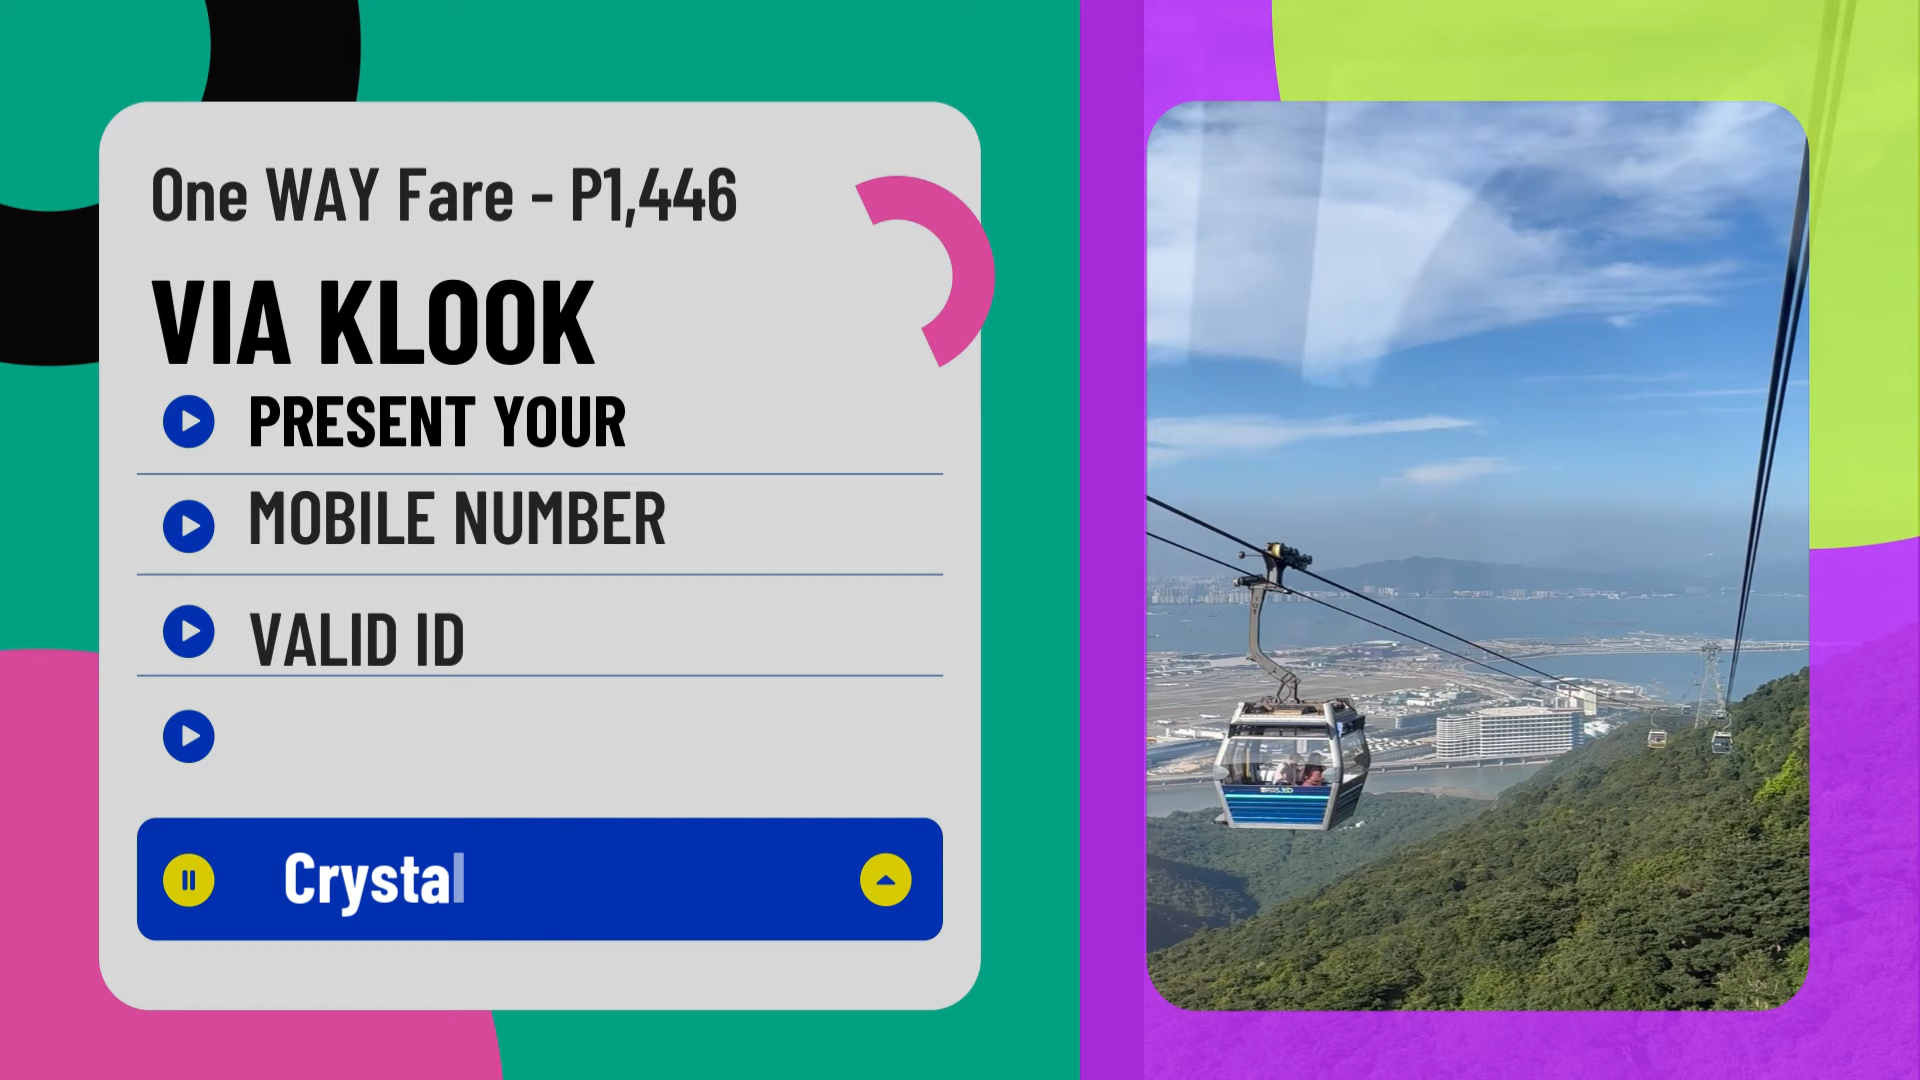 One WAY Fare - P1,446
VIA KLOOK
PRESENT YOUR
MOBILE NUMBER
VALID ID
Crystal